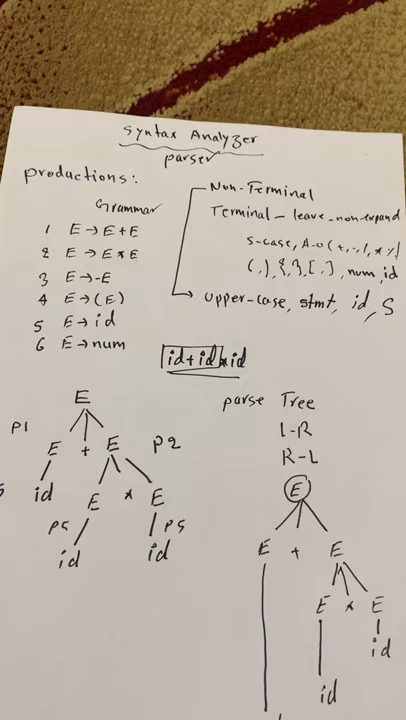 Syntax Analyzer
parser
productions:
Grammar
1 E → E + E
2 E → E * E
3 E → -E
4 E → (E)
5 E → id
6 E → num
Non-Terminal
Terminal - leave-non-expand
s-case, A-O (+,-,/,*
(,),{,},[,], num, id
upper-case, stmt, id, S
id+id*id
E
P1
E + E P2
id E * E
P5 P5
id id
parse Tree
L-R
R-L
E
E + E
E * E
id
id